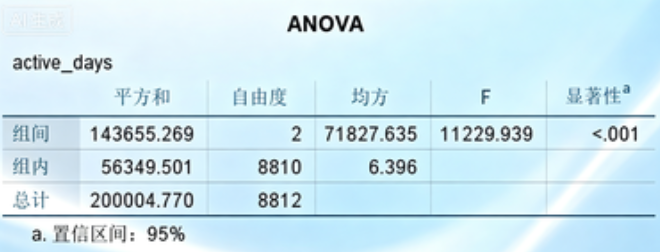 ANOVA
active_days
平方和 自由度 均方 F 显著性a
组间 143655.269 2 71827.635 11229.939 <.001
组内 56349.501 8810 6.396
总计 200004.770 8812
a. 置信区间：95%